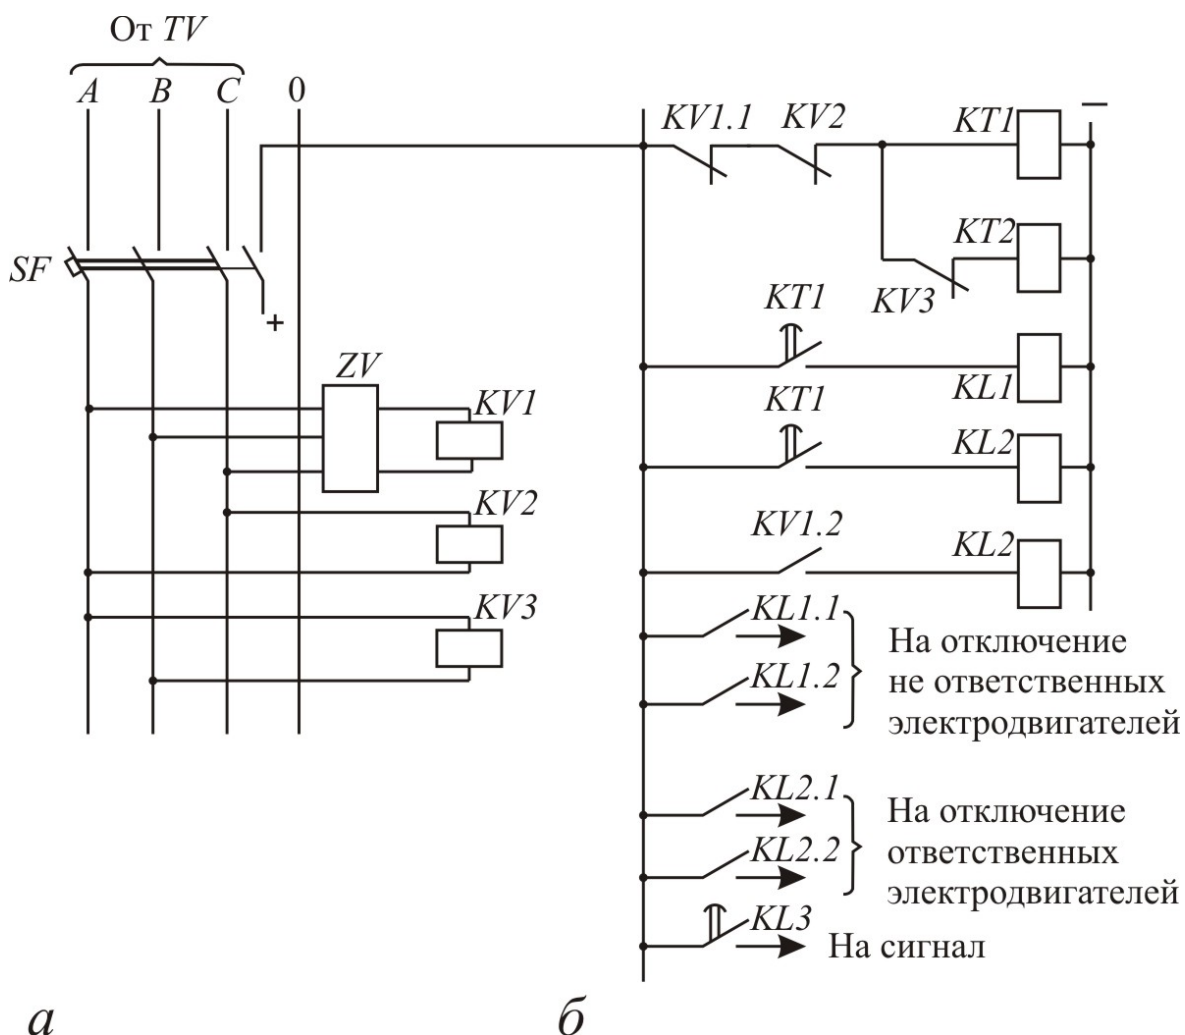 От TV
A B C 0
SF
+
ZV
KV1
KV2
KV3
а
KV1.1 KV2 KT1 —
KT2
KV3
KT1
KL1
KT1
KL2
KV1.2 KL2
KL1.1
KL1.2
На отключение
не ответственных
электродвигателей
KL2.1
KL2.2
На отключение
ответственных
электродвигателей
KL3
На сигнал
б